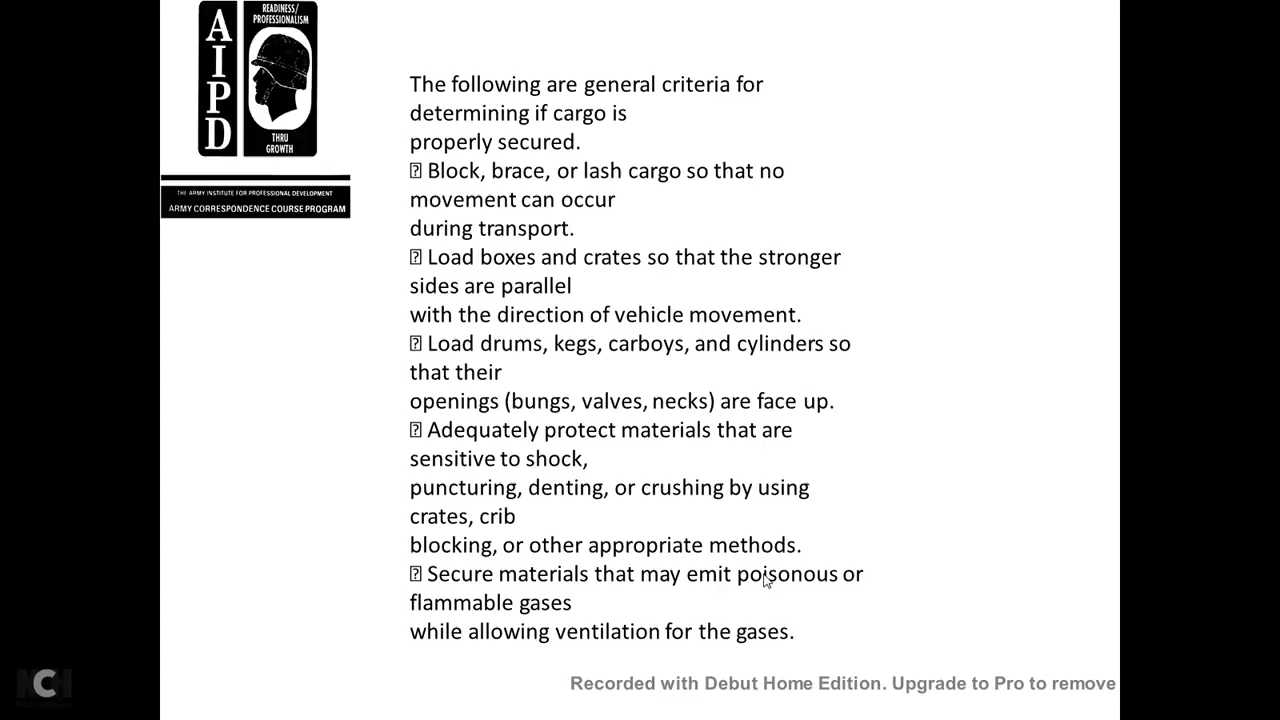 AIPD
READINESS/
PROFESSIONALISM
THRU
GROWTH
THE ARMY INSTITUTE FOR PROFESSIONAL DEVELOPMENT
ARMY CORRESPONDENCE COURSE PROGRAM
The following are general criteria for
determining if cargo is
properly secured.
⍰ Block, brace, or lash cargo so that no
movement can occur
during transport.
⍰ Load boxes and crates so that the stronger
sides are parallel
with the direction of vehicle movement.
⍰ Load drums, kegs, carboys, and cylinders so
that their
openings (bungs, valves, necks) are face up.
⍰ Adequately protect materials that are
sensitive to shock,
puncturing, denting, or crushing by using
crates, crib
blocking, or other appropriate methods.
⍰ Secure materials that may emit poisonous or
flammable gases
while allowing ventilation for the gases.
NCH
Recorded with Debut Home Edition. Upgrade to Pro to remove